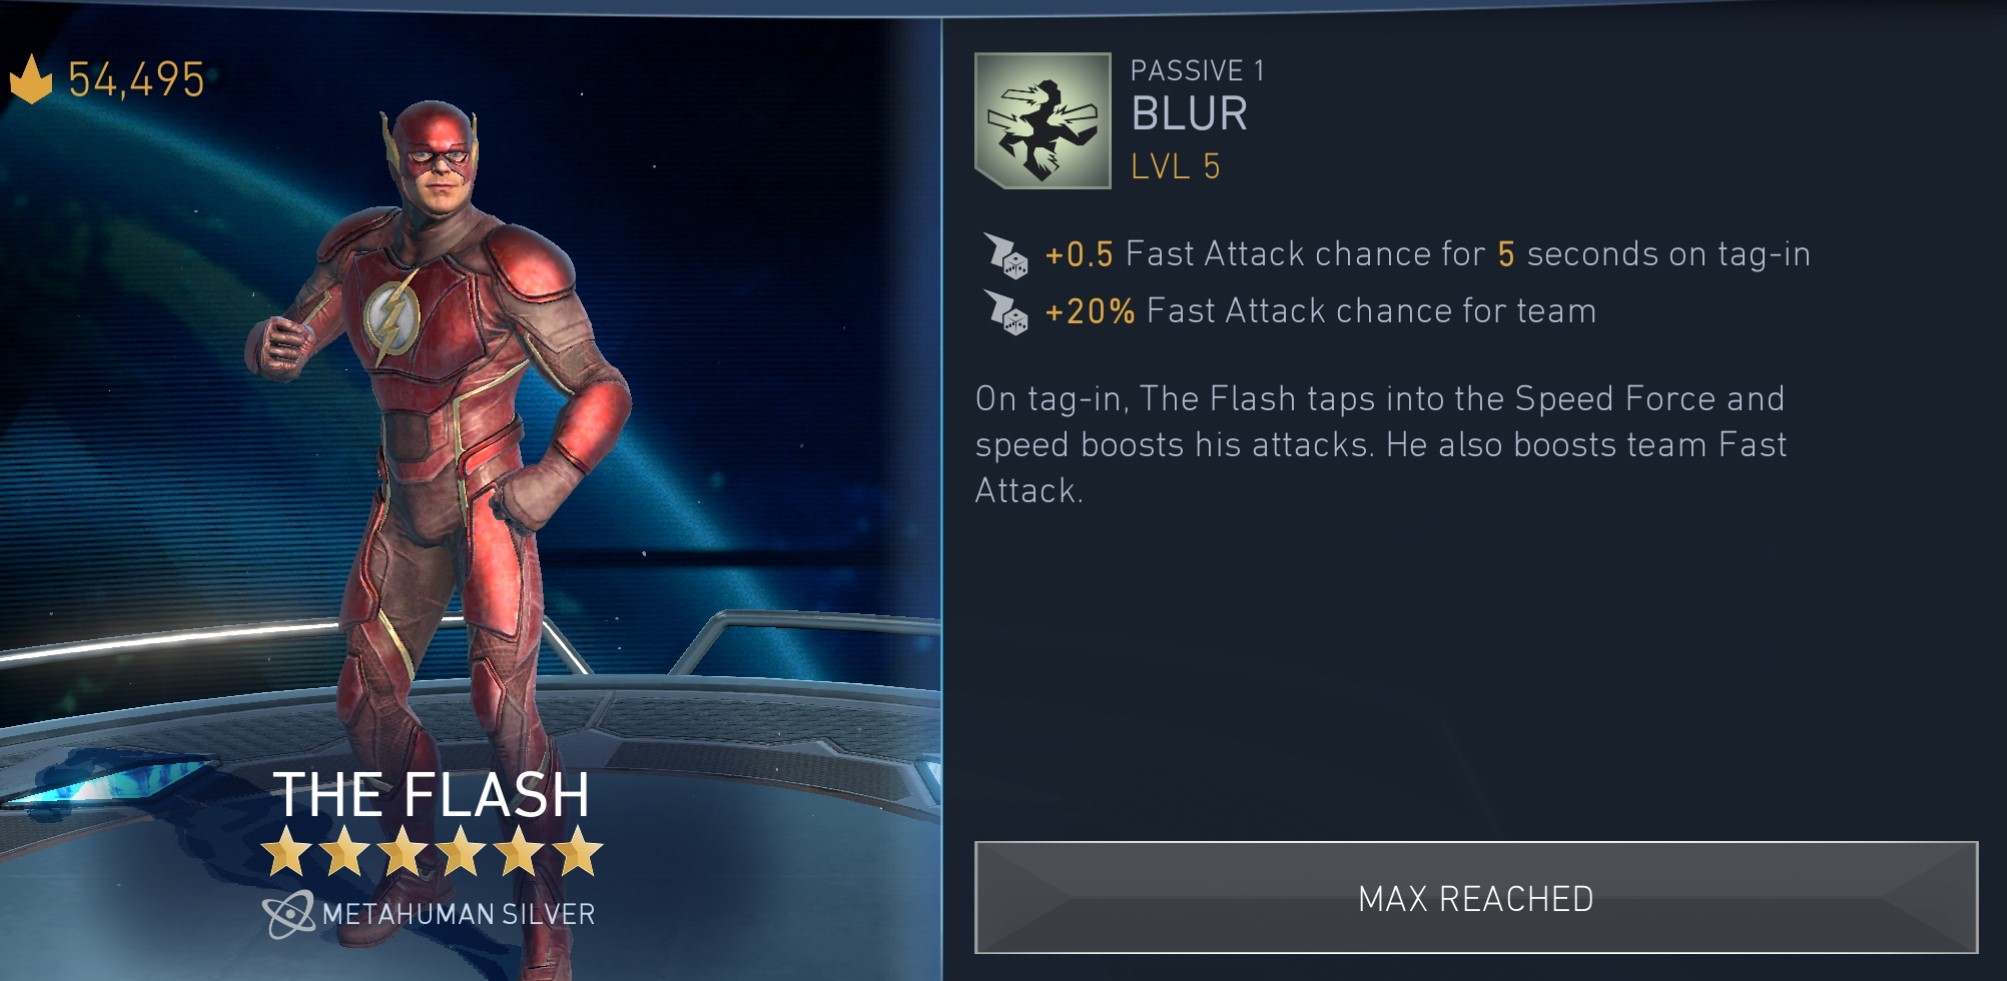 54,495
THE FLASH
METAHUMAN SILVER
PASSIVE 1
BLUR
LVL 5
+0.5 Fast Attack chance for 5 seconds on tag-in
+20% Fast Attack chance for team
On tag-in, The Flash taps into the Speed Force and
speed boosts his attacks. He also boosts team Fast
Attack.
MAX REACHED